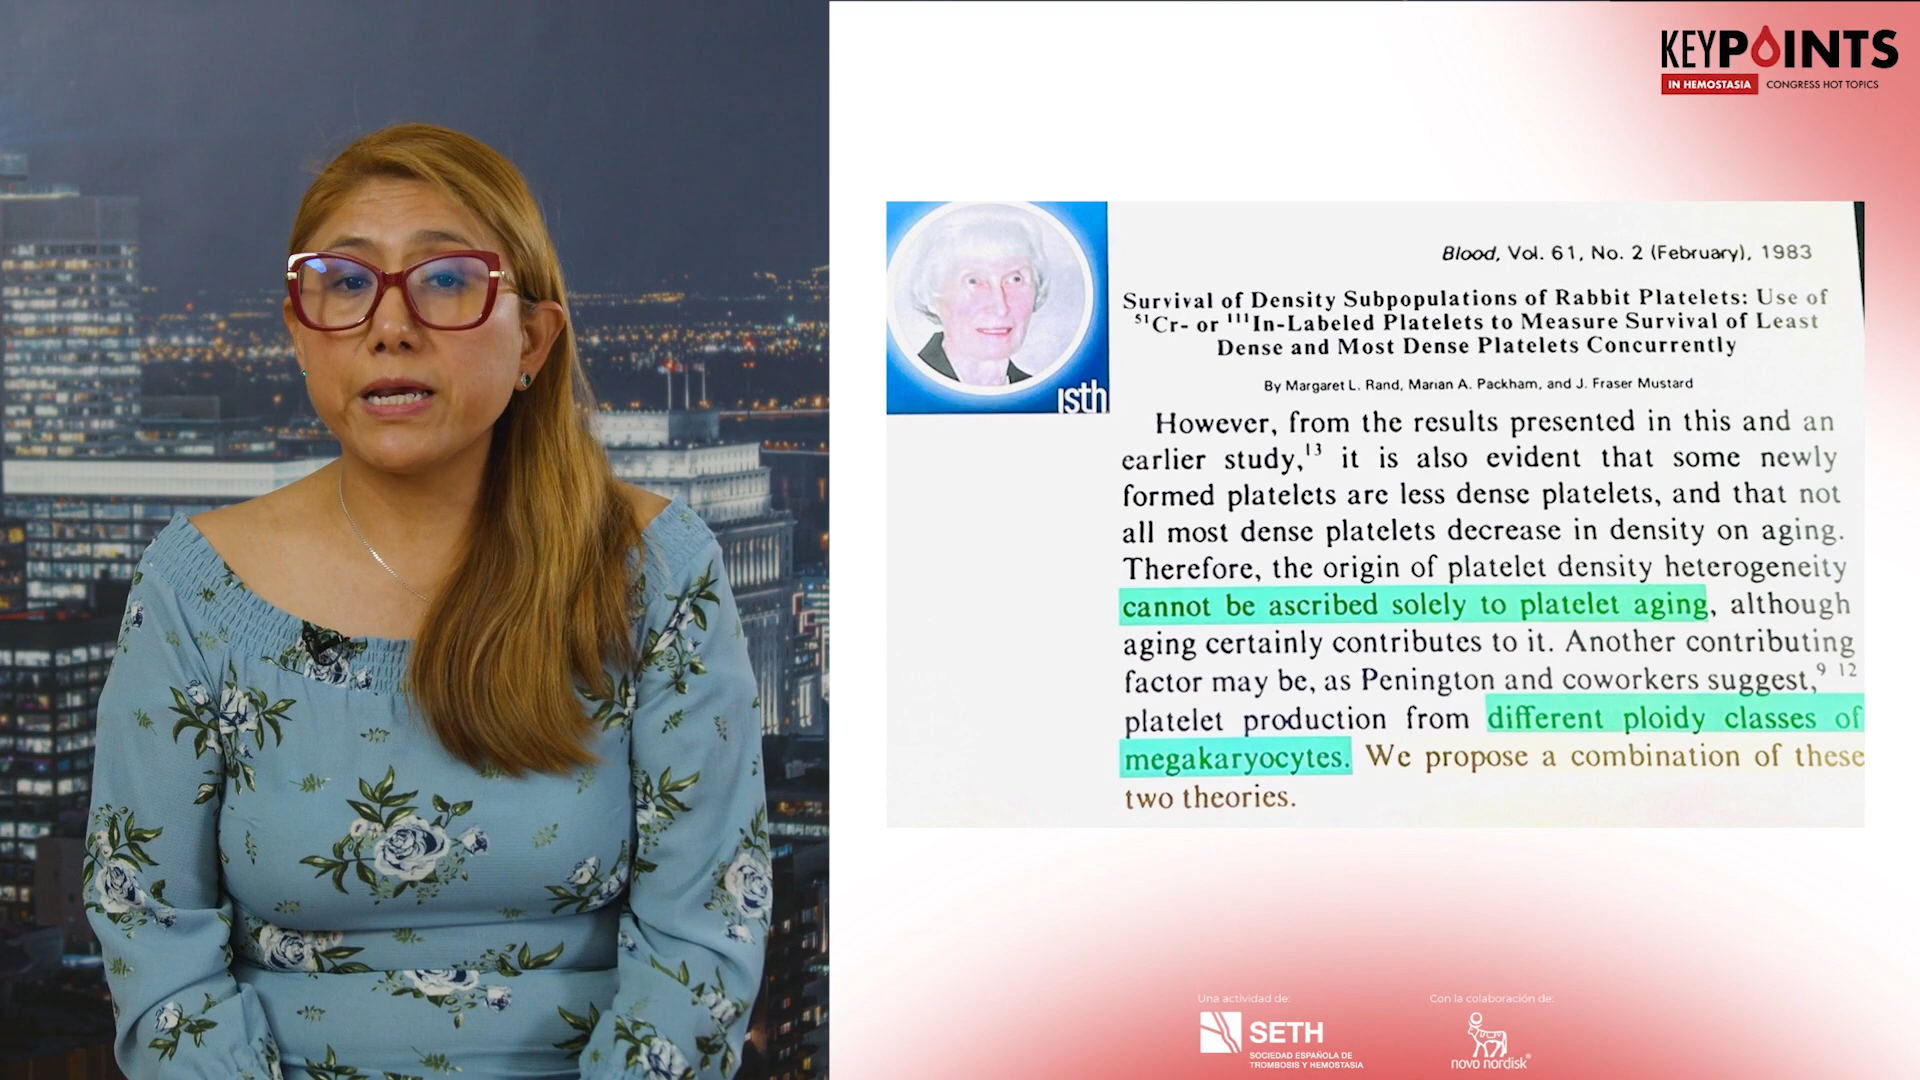 KEYPOINTS
IN HEMOSTASIA CONGRESS HOT TOPICS
isth
Blood, Vol. 61, No. 2 (February), 1983
Survival of Density Subpopulations of Rabbit Platelets: Use of
⁵¹Cr- or ¹¹¹In-Labeled Platelets to Measure Survival of Least
Dense and Most Dense Platelets Concurrently
By Margaret L. Rand, Marian A. Packham, and J. Fraser Mustard
However, from the results presented in this and an
earlier study,¹³ it is also evident that some newly
formed platelets are less dense platelets, and that not
all most dense platelets decrease in density on aging.
Therefore, the origin of platelet density heterogeneity
cannot be ascribed solely to platelet aging, although
aging certainly contributes to it. Another contributing
factor may be, as Penington and coworkers suggest,⁹ ¹²
platelet production from different ploidy classes of
megakaryocytes. We propose a combination of these
two theories.
Una actividad de:
SETH
SOCIEDAD ESPAÑOLA DE
TROMBOSIS Y HEMOSTASIA
Con la colaboración de:
novo nordisk®